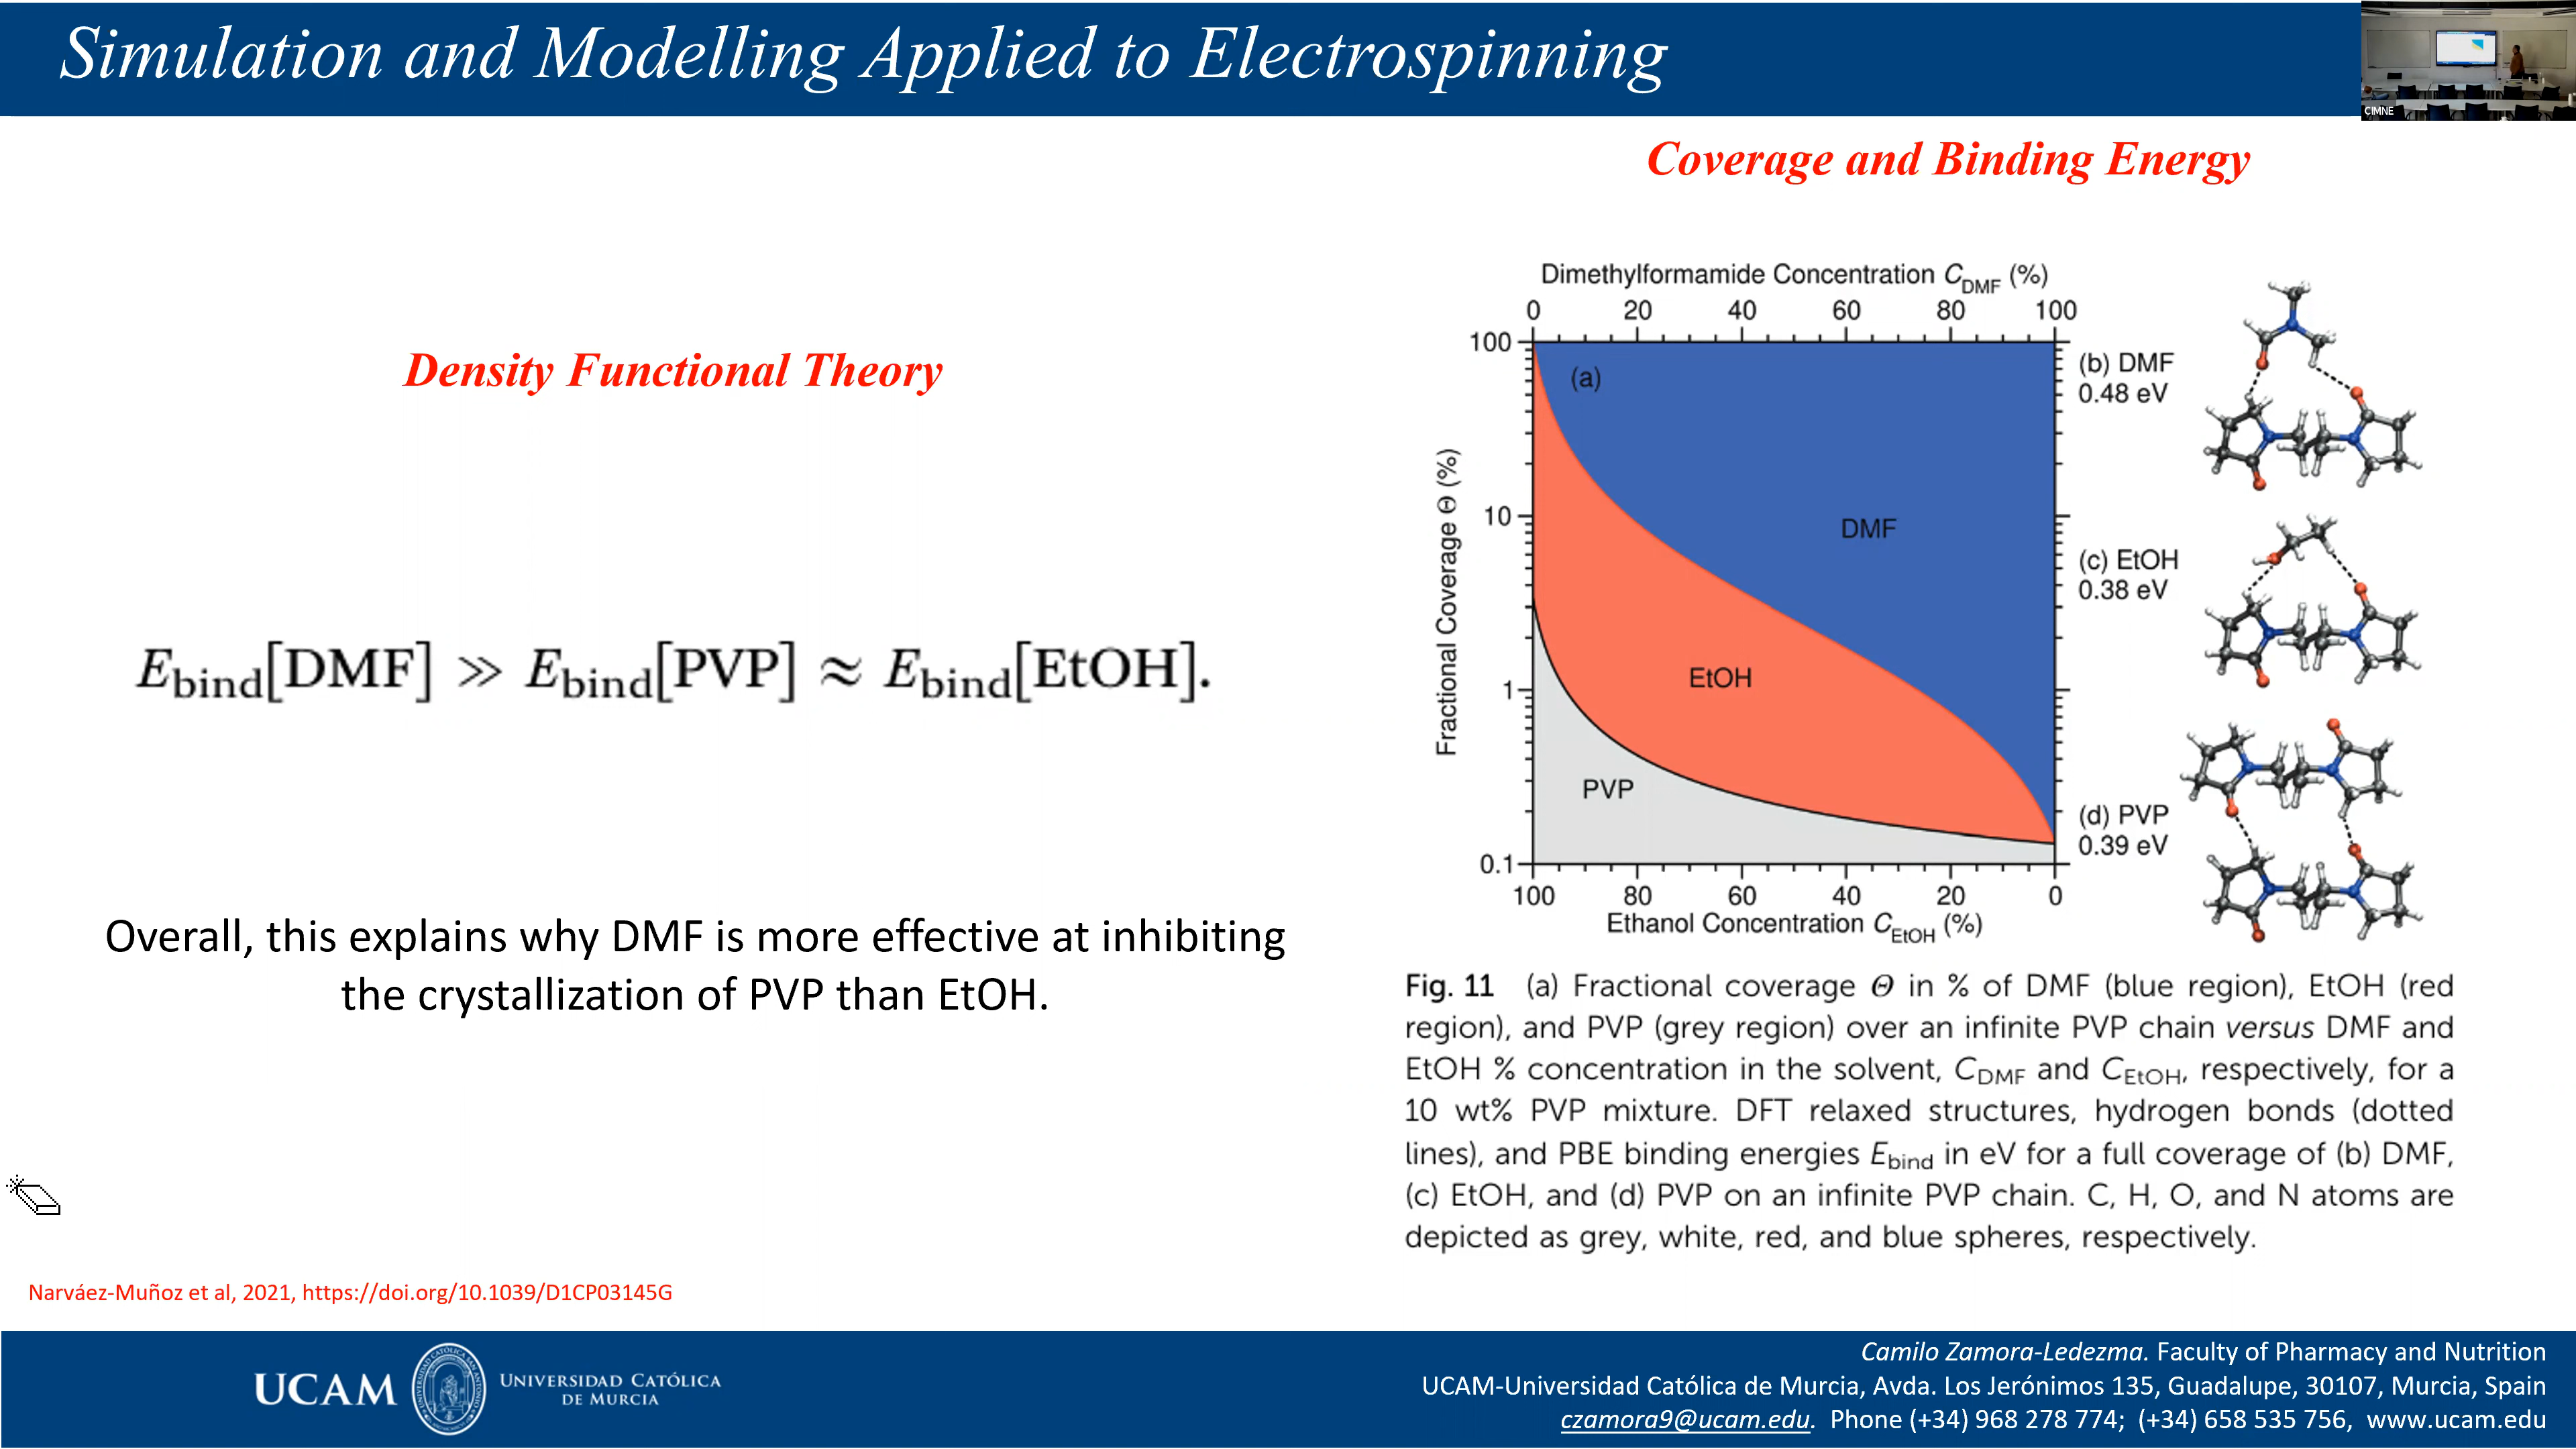 Simulation and Modelling Applied to Electrospinning
CIMNE
Coverage and Binding Energy
Density Functional Theory
E_bind[DMF] ≫ E_bind[PVP] ≈ E_bind[EtOH].
Overall, this explains why DMF is more effective at inhibiting
the crystallization of PVP than EtOH.
Dimethylformamide Concentration C_DMF (%)
0 20 40 60 80 100
Fractional Coverage Θ (%)
100
10
1
0.1
(a)
DMF
EtOH
PVP
100 80 60 40 20 0
Ethanol Concentration C_EtOH (%)
(b) DMF
0.48 eV
(c) EtOH
0.38 eV
(d) PVP
0.39 eV
Fig. 11 (a) Fractional coverage Θ in % of DMF (blue region), EtOH (red
region), and PVP (grey region) over an infinite PVP chain versus DMF and
EtOH % concentration in the solvent, C_DMF and C_EtOH, respectively, for a
10 wt% PVP mixture. DFT relaxed structures, hydrogen bonds (dotted
lines), and PBE binding energies E_bind in eV for a full coverage of (b) DMF,
(c) EtOH, and (d) PVP on an infinite PVP chain. C, H, O, and N atoms are
depicted as grey, white, red, and blue spheres, respectively.
Narváez-Muñoz et al, 2021, https://doi.org/10.1039/D1CP03145G
UCAM
UNIVERSIDAD CATÓLICA
DE MURCIA
Camilo Zamora-Ledezma. Faculty of Pharmacy and Nutrition
UCAM-Universidad Católica de Murcia, Avda. Los Jerónimos 135, Guadalupe, 30107, Murcia, Spain
czamora9@ucam.edu. Phone (+34) 968 278 774; (+34) 658 535 756, www.ucam.edu